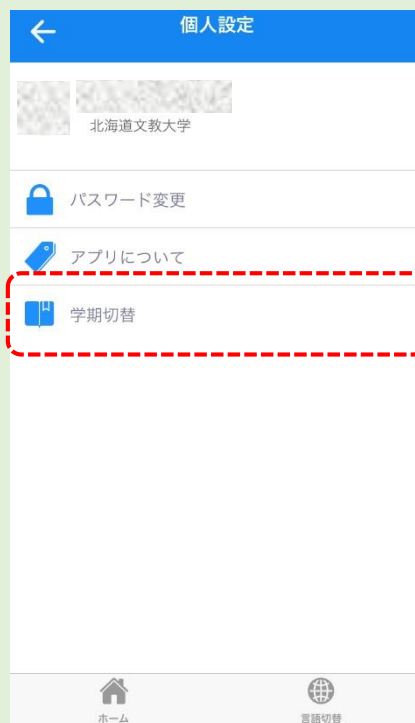 個人設定
北海道文教大学
パスワード変更
アプリについて
学期切替
ホーム
言語切替